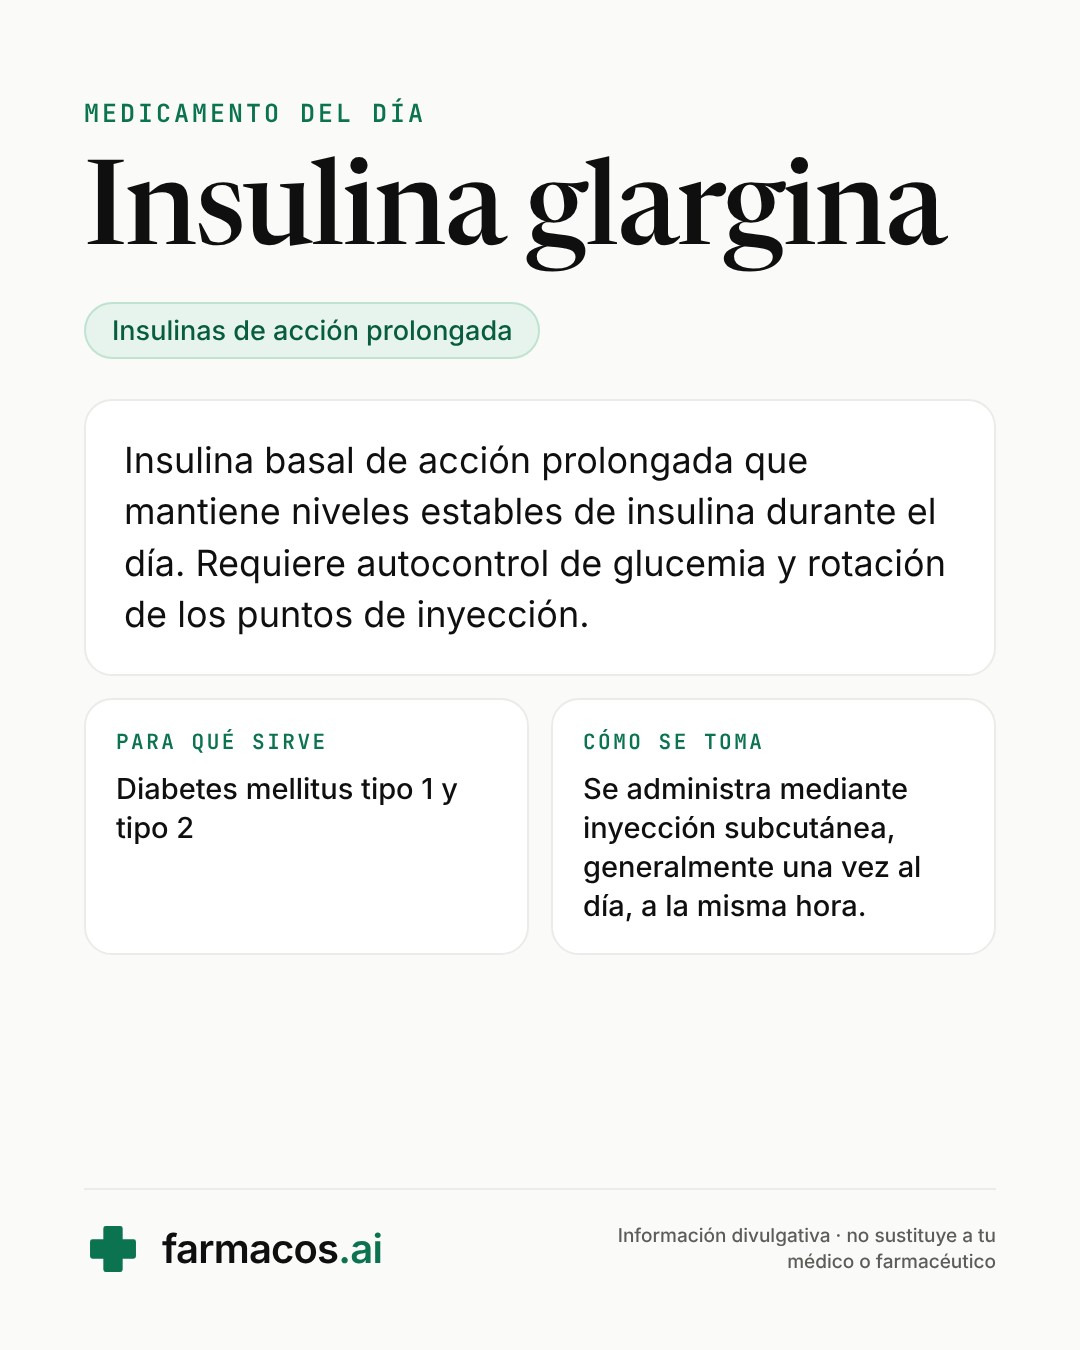 MEDICAMENTO DEL DÍA
Insulina glargina
Insulinas de acción prolongada
Insulina basal de acción prolongada que
mantiene niveles estables de insulina durante el
día. Requiere autocontrol de glucemia y rotación
de los puntos de inyección.
PARA QUÉ SIRVE
Diabetes mellitus tipo 1 y
tipo 2
CÓMO SE TOMA
Se administra mediante
inyección subcutánea,
generalmente una vez al
día, a la misma hora.
farmacos.ai
Información divulgativa · no sustituye a tu
médico o farmacéutico